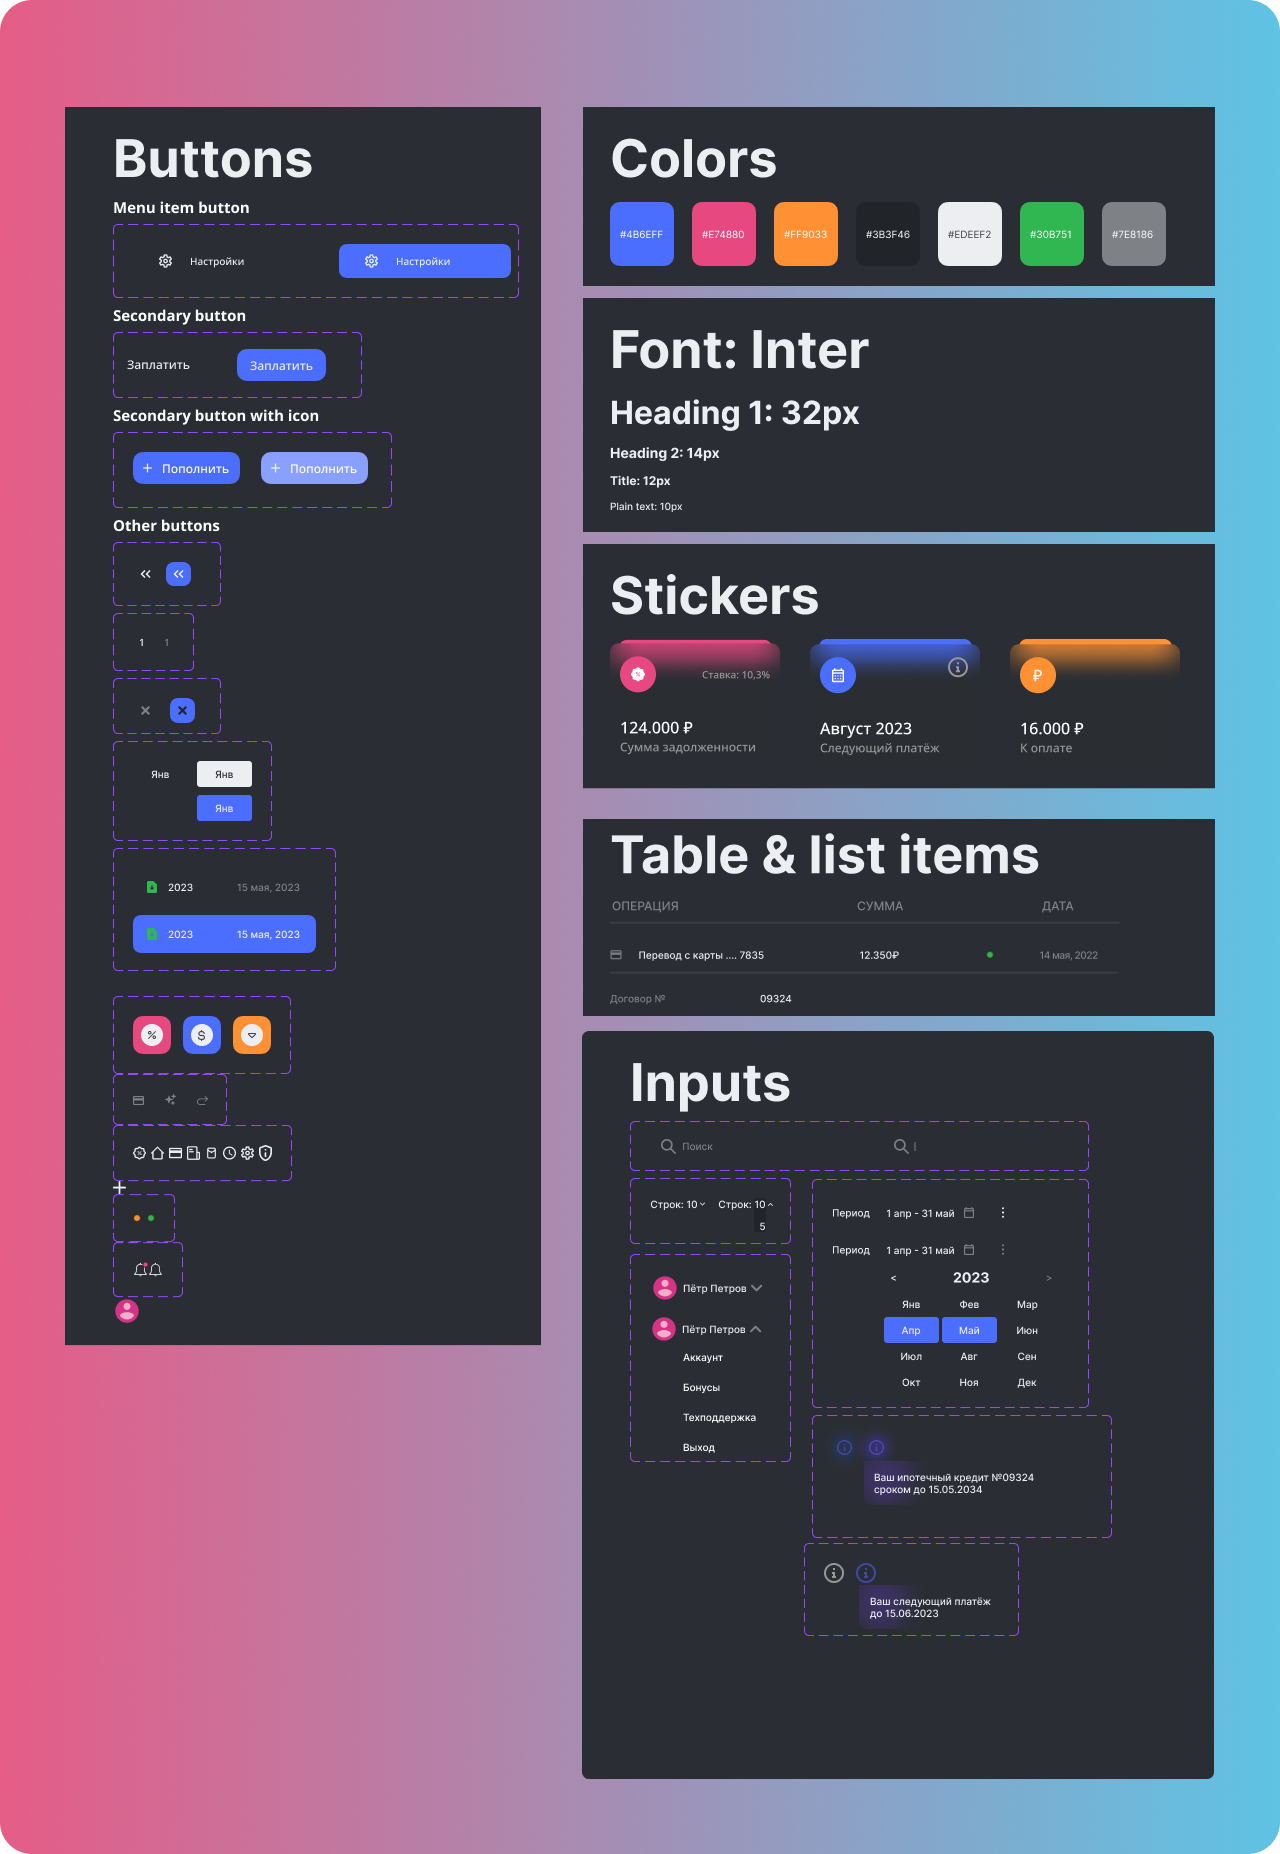 Buttons
Menu item button
Настройки
Настройки
Secondary button
Заплатить
Заплатить
Secondary button with icon
Пополнить
Пополнить
Other buttons
1
1
Янв
Янв
Янв
2023
15 мая, 2023
2023
15 мая, 2023
Colors
#4B6EFF
#E74880
#FF9033
#3B3F46
#EDEEF2
#30B751
#7E8186
Font: Inter
Heading 1: 32px
Heading 2: 14px
Title: 12px
Plain text: 10px
Stickers
Ставка: 10,3%
124.000 ₽
Сумма задолженности
Август 2023
Следующий платёж
₽
16.000 ₽
К оплате
Table & list items
ОПЕРАЦИЯ
СУММА
ДАТА
Перевод с карты .... 7835
12.350₽
14 мая, 2022
Договор №
09324
Inputs
Поиск
Строк: 10
Строк: 10
5
Пётр Петров
Пётр Петров
Аккаунт
Бонусы
Техподдержка
Выход
Период
1 апр - 31 май
Период
1 апр - 31 май
< 2023 >
Янв Фев Мар
Апр Май Июн
Июл Авг Сен
Окт Ноя Дек
Ваш ипотечный кредит №09324
сроком до 15.05.2034
Ваш следующий платёж
до 15.06.2023